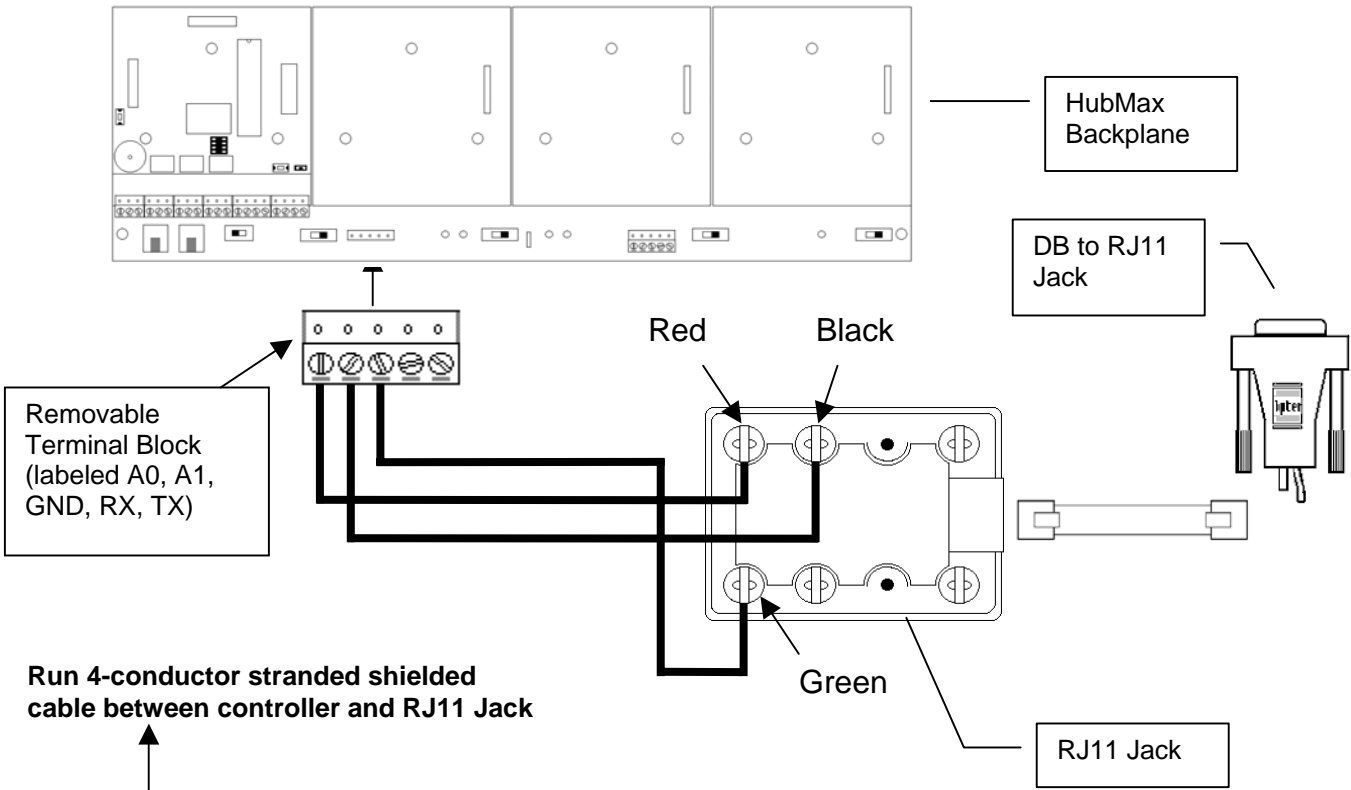 HubMax
Backplane
DB to RJ11
Jack
Red
Black
Removable
Terminal Block
(labeled A0, A1,
GND, RX, TX)
Green
Run 4-conductor stranded shielded
cable between controller and RJ11 Jack
RJ11 Jack